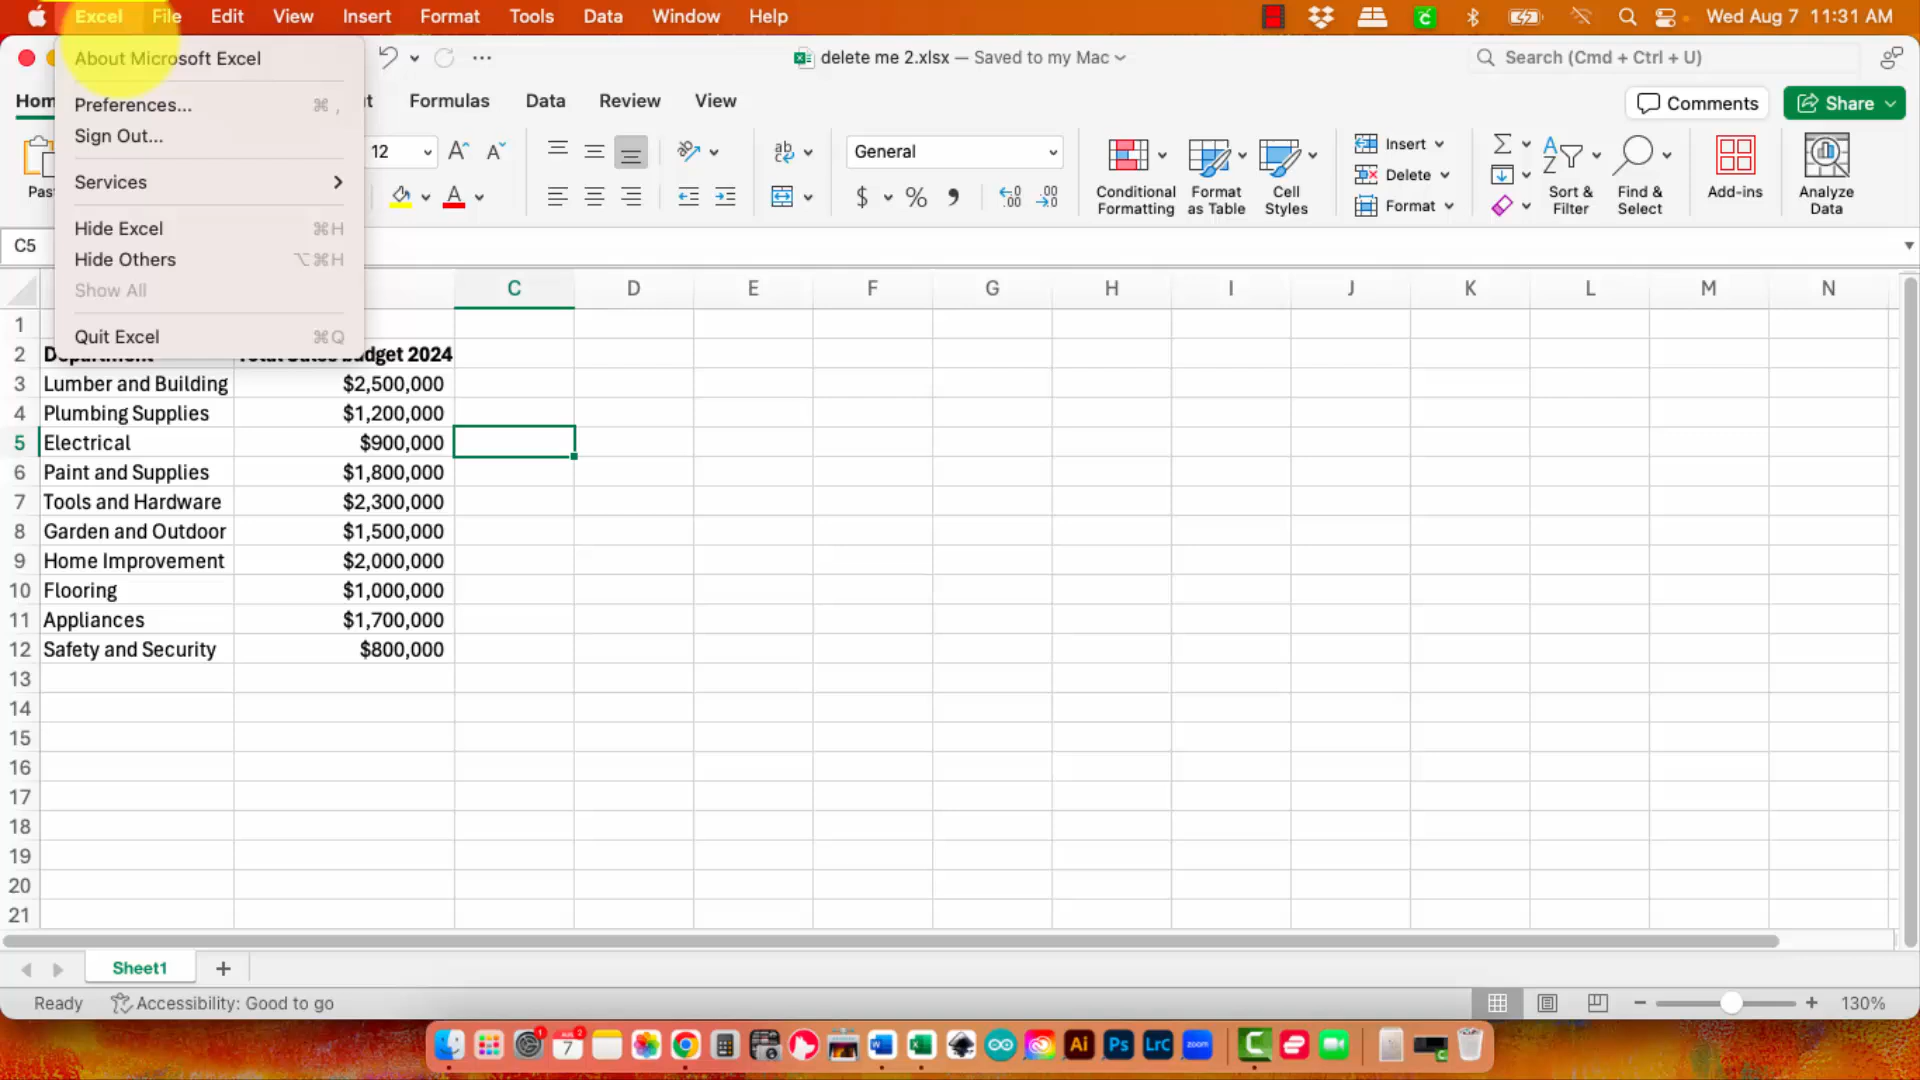 Excel File Edit View Insert Format Tools Data Window Help Wed Aug 7 11:31 AM
About Microsoft Excel
Preferences... ⌘ ,
Sign Out...
Services
Hide Excel ⌘H
Hide Others ⌥⌘H
Show All
Quit Excel ⌘Q
delete me 2.xlsx — Saved to my Mac
Search (Cmd + Ctrl + U)
Formulas Data Review View
Comments Share
12
General
$ %
Conditional Formatting
Format as Table
Cell Styles
Insert
Delete
Format
Sort & Filter
Find & Select
Add-ins
Analyze Data
C5
C D E F G H I J K L M N
1
2 Department Total Sales budget 2024
3 Lumber and Building $2,500,000
4 Plumbing Supplies $1,200,000
5 Electrical $900,000
6 Paint and Supplies $1,800,000
7 Tools and Hardware $2,300,000
8 Garden and Outdoor $1,500,000
9 Home Improvement $2,000,000
10 Flooring $1,000,000
11 Appliances $1,700,000
12 Safety and Security $800,000
13
14
15
16
17
18
19
20
21
Sheet1
Ready Accessibility: Good to go 130%
7 Ai Ps LrC zoom